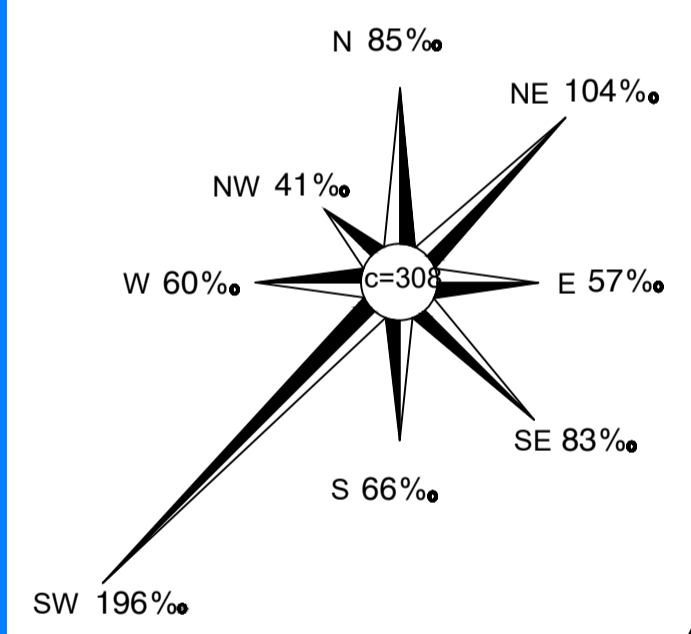 N 85‰
NE 104‰
NW 41‰
W 60‰
c=308
E 57‰
SE 83‰
S 66‰
SW 196‰